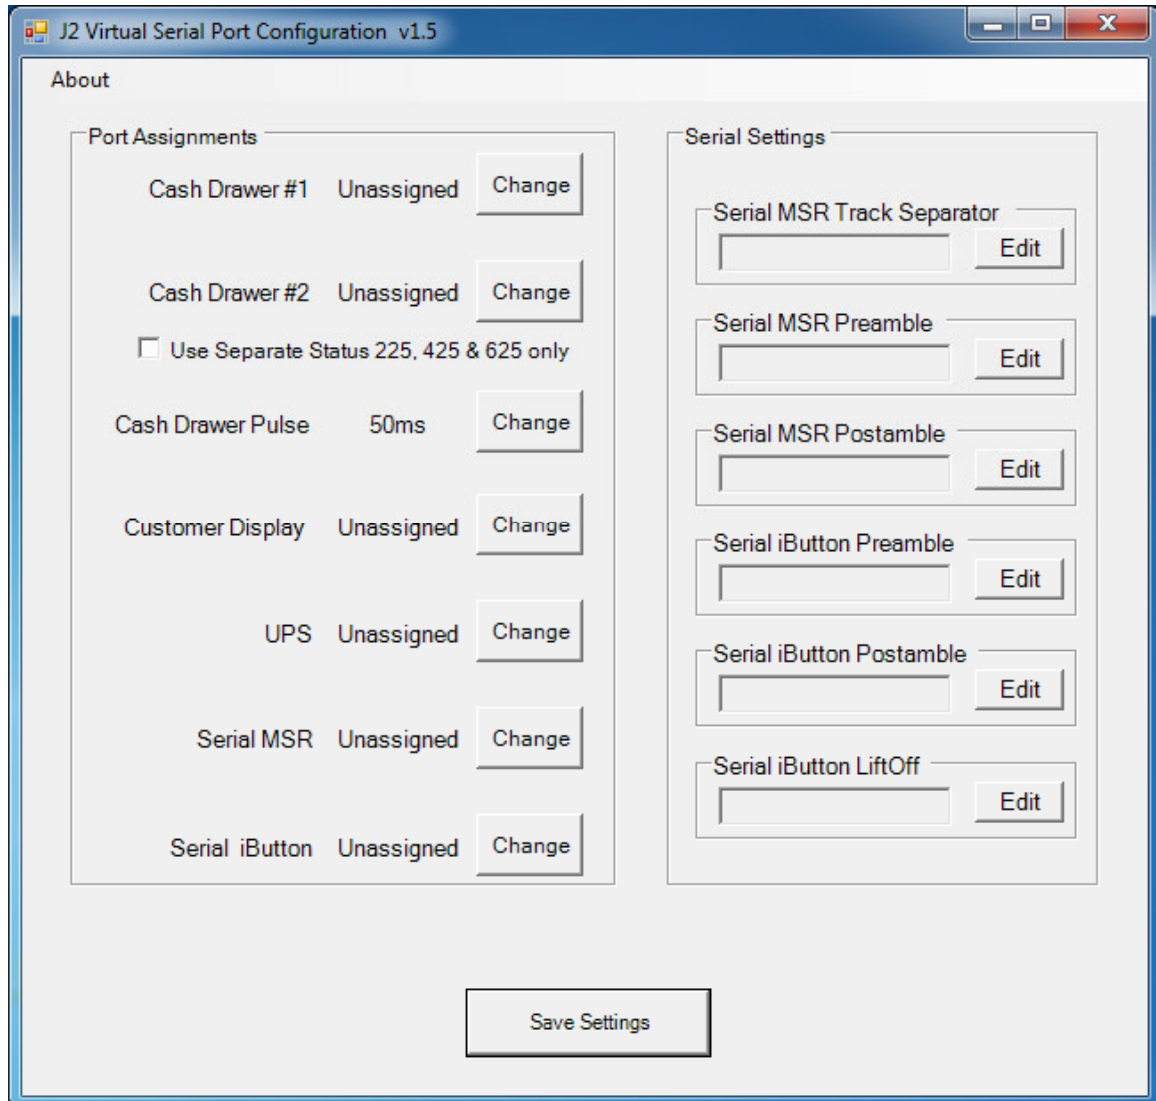 J2 Virtual Serial Port Configuration v1.5
About
Port Assignments
Cash Drawer #1 Unassigned Change
Cash Drawer #2 Unassigned Change
Use Separate Status 225, 425 & 625 only
Cash Drawer Pulse 50ms Change
Customer Display Unassigned Change
UPS Unassigned Change
Serial MSR Unassigned Change
Serial iButton Unassigned Change
Serial Settings
Serial MSR Track Separator
Edit
Serial MSR Preamble
Edit
Serial MSR Postamble
Edit
Serial iButton Preamble
Edit
Serial iButton Postamble
Edit
Serial iButton LiftOff
Edit
Save Settings